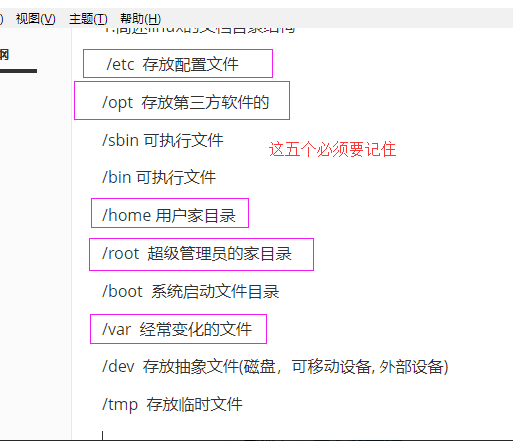 ) 视图(V) 主题(T) 帮助(H)
1.简述linux的文档目录结构
网
/etc 存放配置文件
/opt 存放第三方软件的
/sbin 可执行文件
这五个必须要记住
/bin 可执行文件
/home 用户家目录
/root 超级管理员的家目录
/boot 系统启动文件目录
/var 经常变化的文件
/dev 存放抽象文件(磁盘，可移动设备, 外部设备)
/tmp 存放临时文件